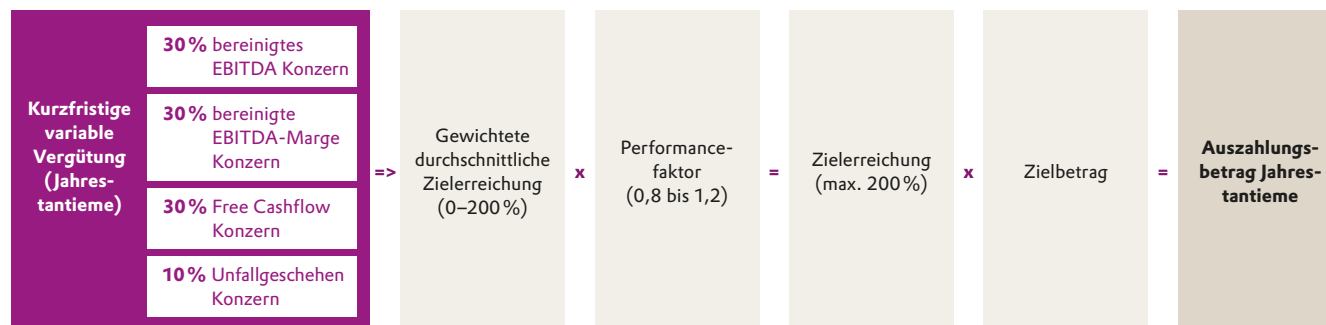 Kurzfristige
variable
Vergütung
(Jahres-
tantieme)
30 % bereinigtes
EBITDA Konzern
30 % bereinigte
EBITDA-Marge
Konzern
30 % Free Cashflow
Konzern
10 % Unfallgeschehen
Konzern
=>
Gewichtete
durchschnittliche
Zielerreichung
(0–200 %)
x
Performance-
faktor
(0,8 bis 1,2)
=
Zielerreichung
(max. 200 %)
x
Zielbetrag
=
Auszahlungs-
betrag Jahres-
tantieme